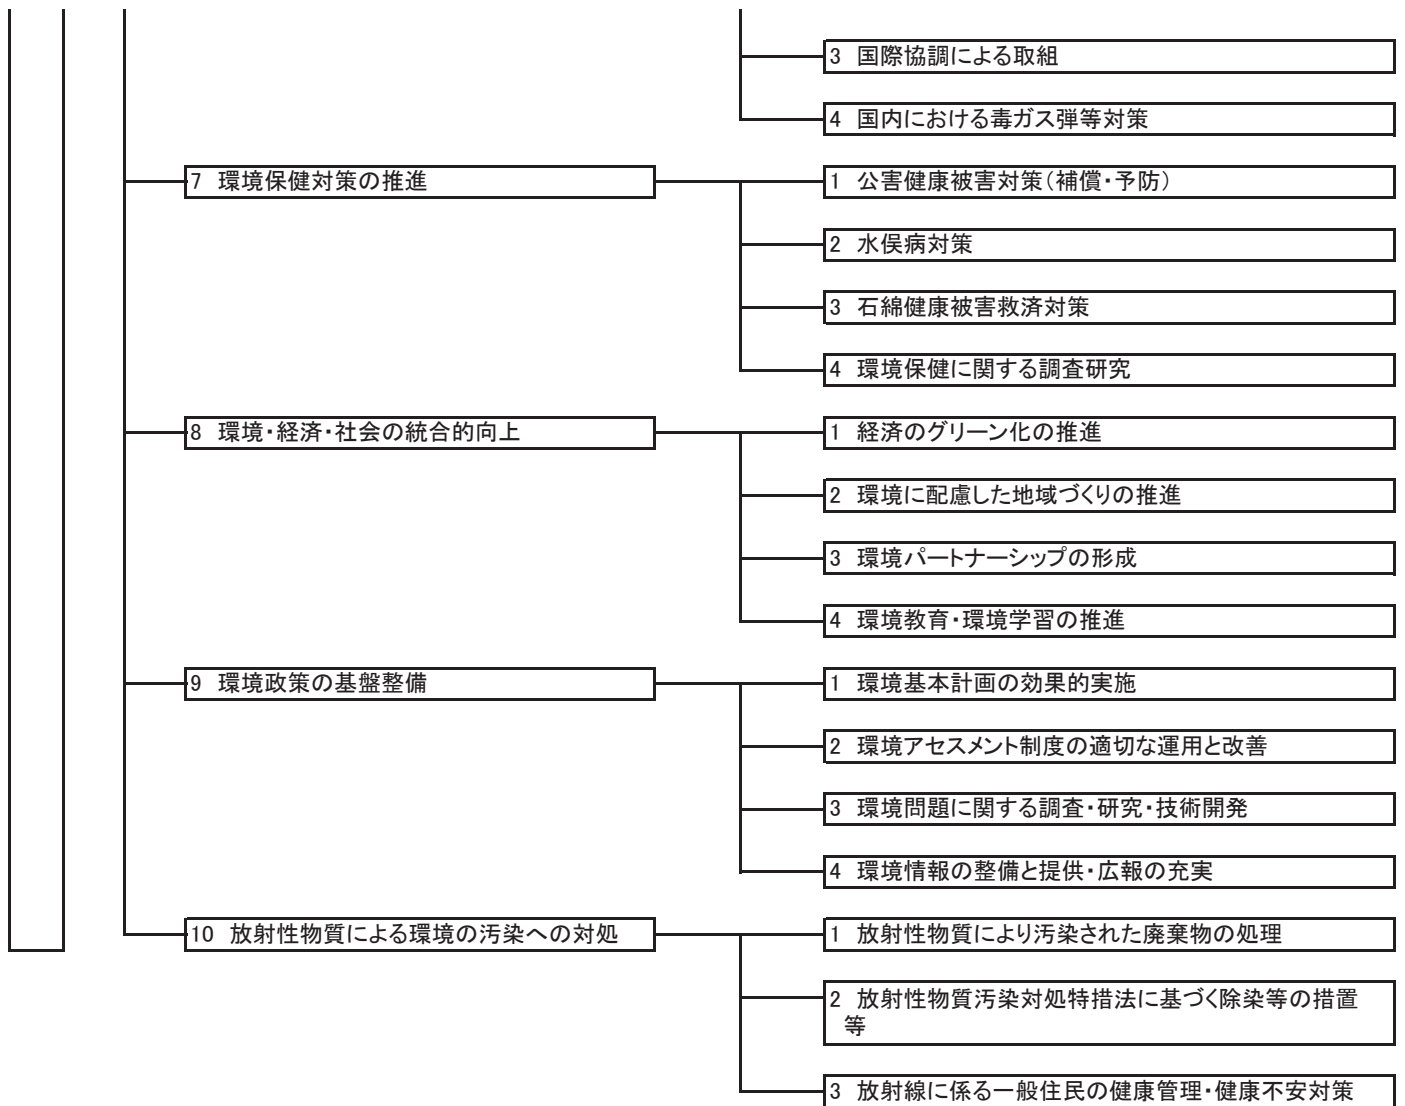 3 国際協調による取組
4 国内における毒ガス弾等対策
7 環境保健対策の推進
1 公害健康被害対策（補償・予防）
2 水俣病対策
3 石綿健康被害救済対策
4 環境保健に関する調査研究
8 環境・経済・社会の統合的向上
1 経済のグリーン化の推進
2 環境に配慮した地域づくりの推進
3 環境パートナーシップの形成
4 環境教育・環境学習の推進
9 環境政策の基盤整備
1 環境基本計画の効果的実施
2 環境アセスメント制度の適切な運用と改善
3 環境問題に関する調査・研究・技術開発
4 環境情報の整備と提供・広報の充実
10 放射性物質による環境の汚染への対処
1 放射性物質により汚染された廃棄物の処理
2 放射性物質汚染対処特措法に基づく除染等の措置
等
3 放射線に係る一般住民の健康管理・健康不安対策